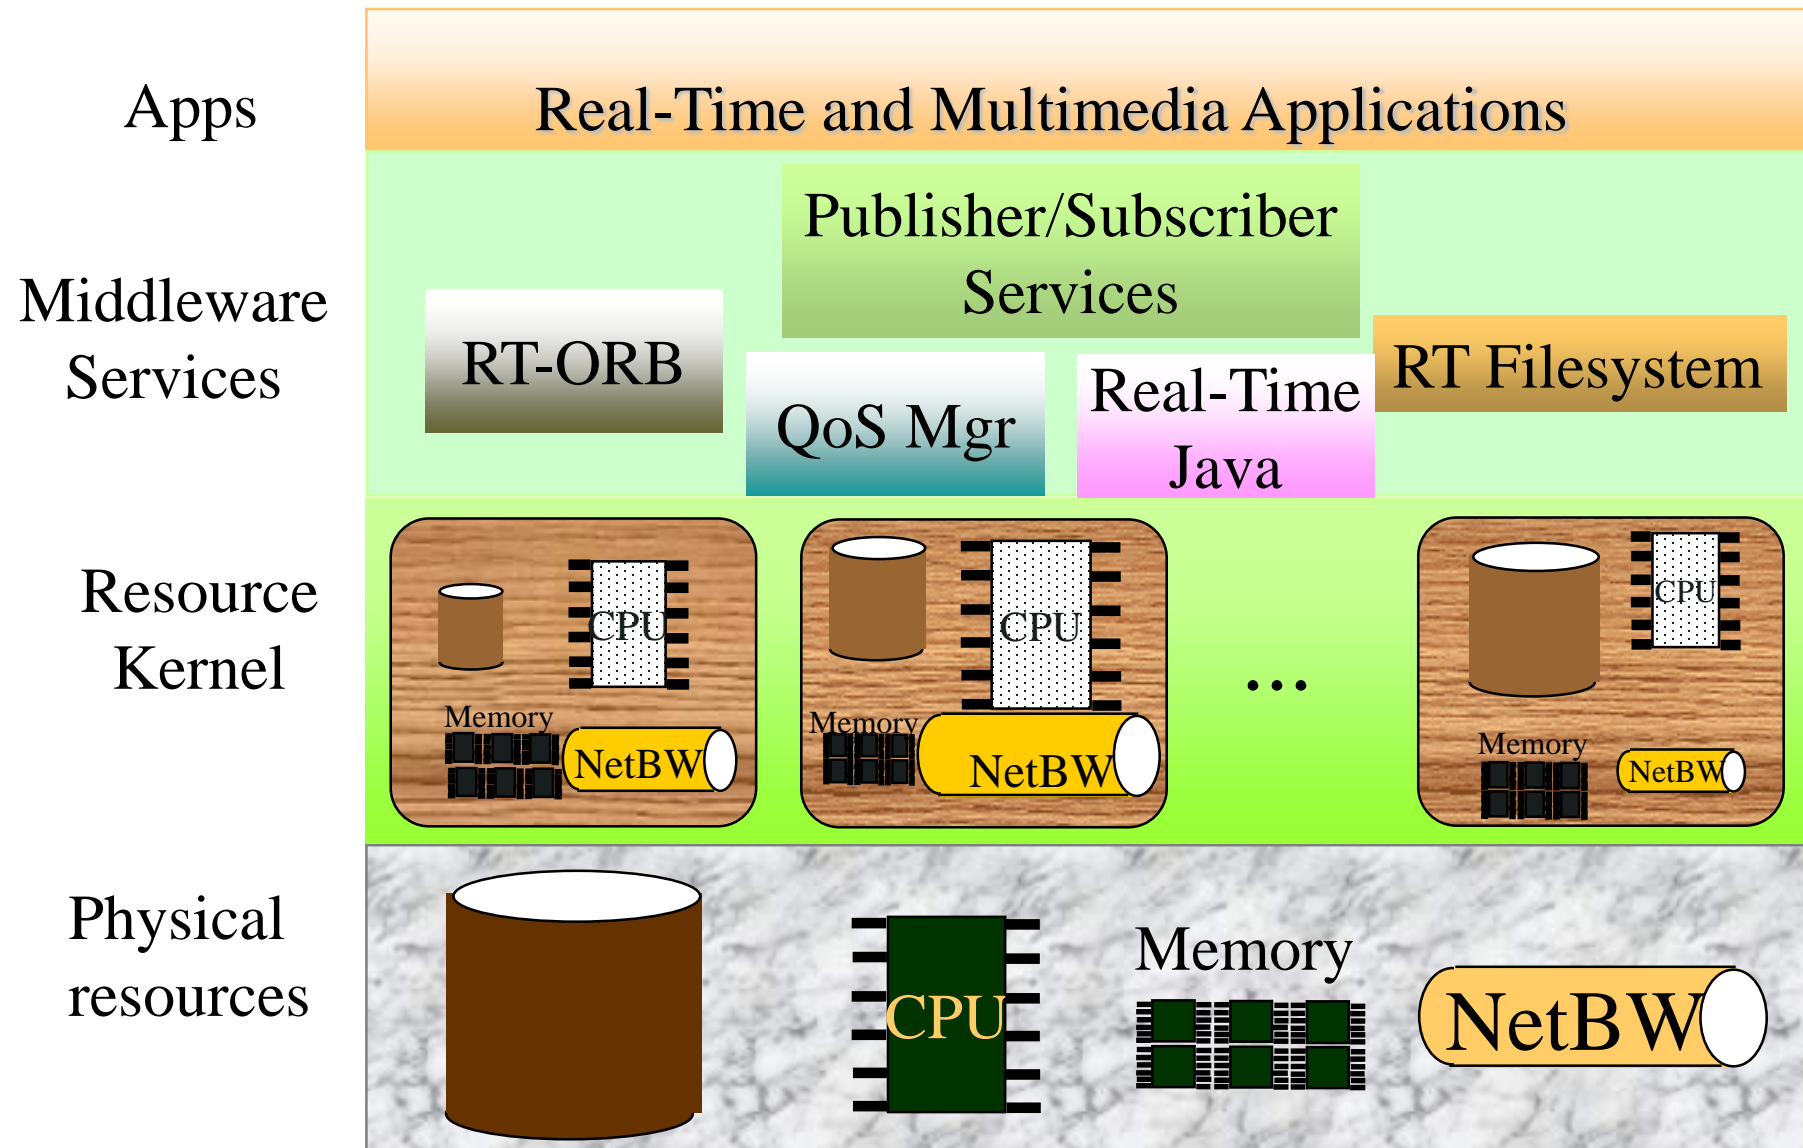 Apps
Real-Time and Multimedia Applications
Middleware
Services
Publisher/Subscriber
Services
RT-ORB
QoS Mgr
Real-Time
Java
RT Filesystem
Resource
Kernel
CPU
Memory
NetBW
CPU
Memory
NetBW
...
CPU
Memory
NetBW
Physical
resources
CPU
Memory
NetBW